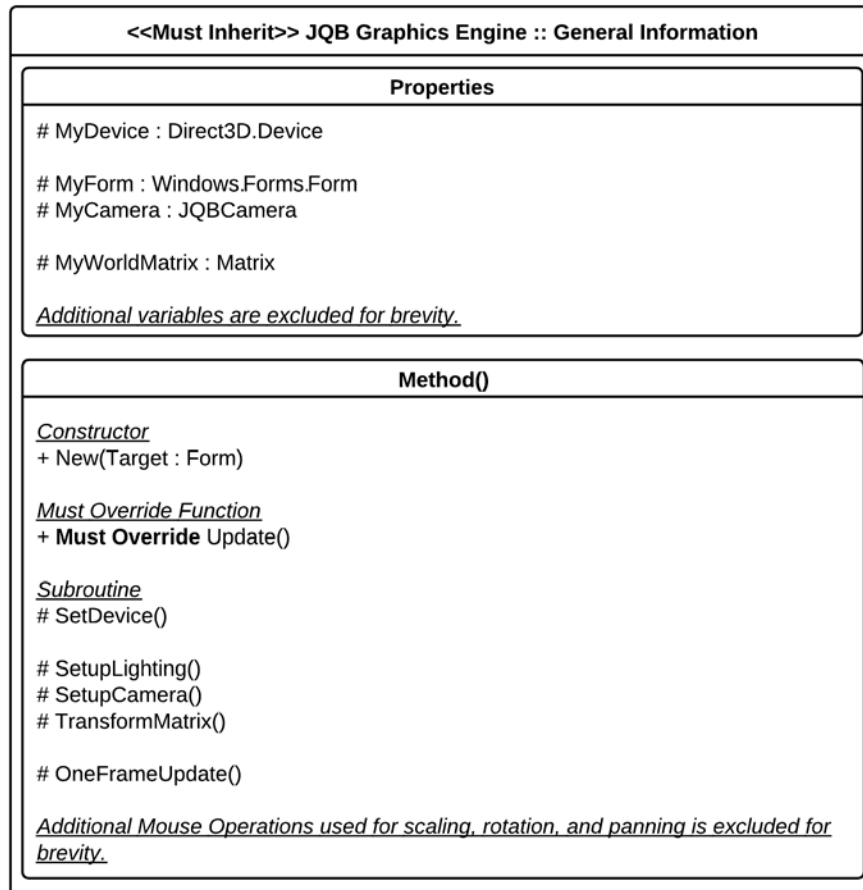 <<Must Inherit>> JQB Graphics Engine :: General Information
Properties
# MyDevice : Direct3D.Device
# MyForm : Windows.Forms.Form
# MyCamera : JQBCamera
# MyWorldMatrix : Matrix
Additional variables are excluded for brevity.
Method()
Constructor
+ New(Target : Form)
Must Override Function
+ Must Override Update()
Subroutine
# SetDevice()
# SetupLighting()
# SetupCamera()
# TransformMatrix()
# OneFrameUpdate()
Additional Mouse Operations used for scaling, rotation, and panning is excluded for
brevity.